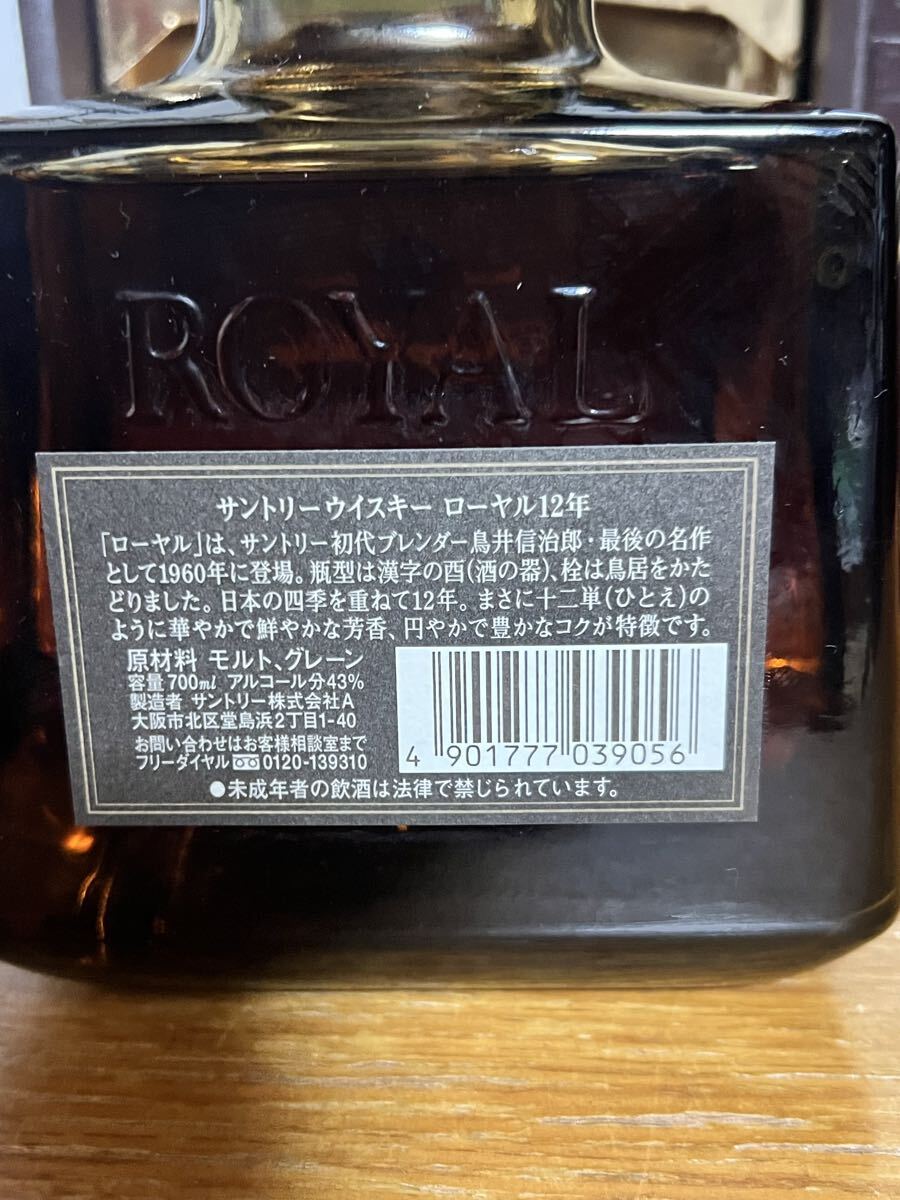 ROYAL
サントリーウイスキー ローヤル12年
「ローヤル」は、サントリー初代ブレンダー鳥井信治郎・最後の名作
として1960年に登場。瓶型は漢字の酉(酒の器)、栓は鳥居をかた
どりました。日本の四季を重ねて12年。まさに十二単(ひとえ)の
ように華やかで鮮やかな芳香、円やかで豊かなコクが特徴です。
原材料 モルト、グレーン
容量 700ml アルコール分43%
製造者 サントリー株式会社A
大阪市北区堂島浜2丁目1-40
お問い合わせはお客様相談室まで
フリーダイヤル 0120-139310
4 901777 039056
●未成年者の飲酒は法律で禁じられています。